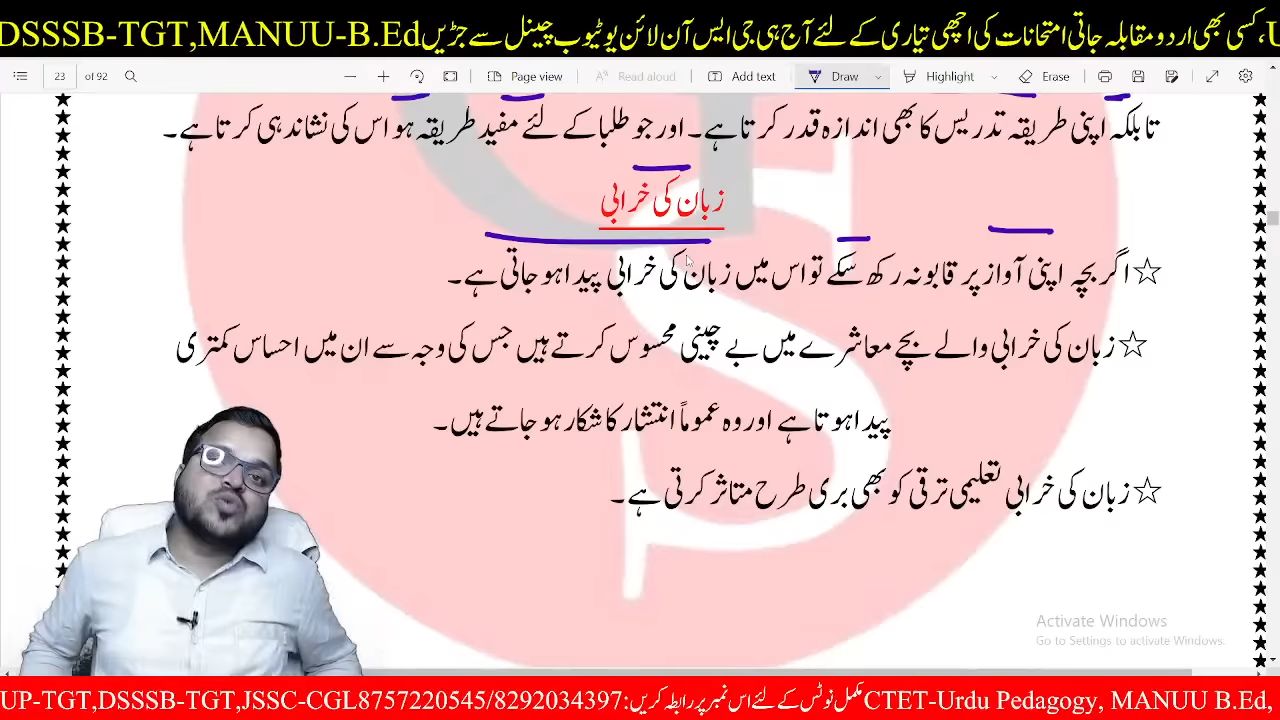 ،کسی بھی اردو مقابلہ جاتی امتحانات کی اچھی تیاری کے لئے آج ہی جی ایس آن لائن یوٹیوب چینل سے جڑیں DSSSB-TGT,MANUU-B.Ed
23 of 92 Page view Read aloud Add text Draw Highlight Erase
تا بلکہ اپنی طریقہ تدریس کا بھی اندازہ قدر کرتا ہے۔ اور جو طلبا کے لئے مفید طریقہ ہو اس کی نشاندہی کرتا ہے۔
زبان کی خرابی
☆اگر بچہ اپنی آواز پر قابو نہ رکھ سکے تو اس میں زبان کی خرابی پیدا ہو جاتی ہے۔
☆زبان کی خرابی والے بچے معاشرے میں بے چینی محسوس کرتے ہیں جس کی وجہ سے ان میں احساس کمتری
پیدا ہوتا ہے اور وہ عموماً انتشار کا شکار ہو جاتے ہیں۔
☆زبان کی خرابی تعلیمی ترقی کو بھی بری طرح متاثر کرتی ہے۔
Activate Windows
Go to Settings to activate Windows.
CTET-Urdu Pedagogy, MANUU B.Ed, مکمل نوٹس کے لئے اس نمبر پر رابطہ کریں:8757220545/8292034397 UP-TGT,DSSSB-TGT,JSSC-CGL